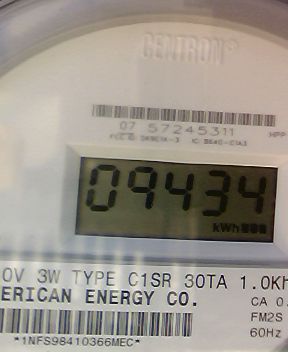 CENTRON®
07 57245311
09434
kWh
0V 3W TYPE C1SR 30TA 1.0Kh
ERICAN ENERGY CO.
CA 0.
FM2S
60Hz
*1NFS98410366MEC*